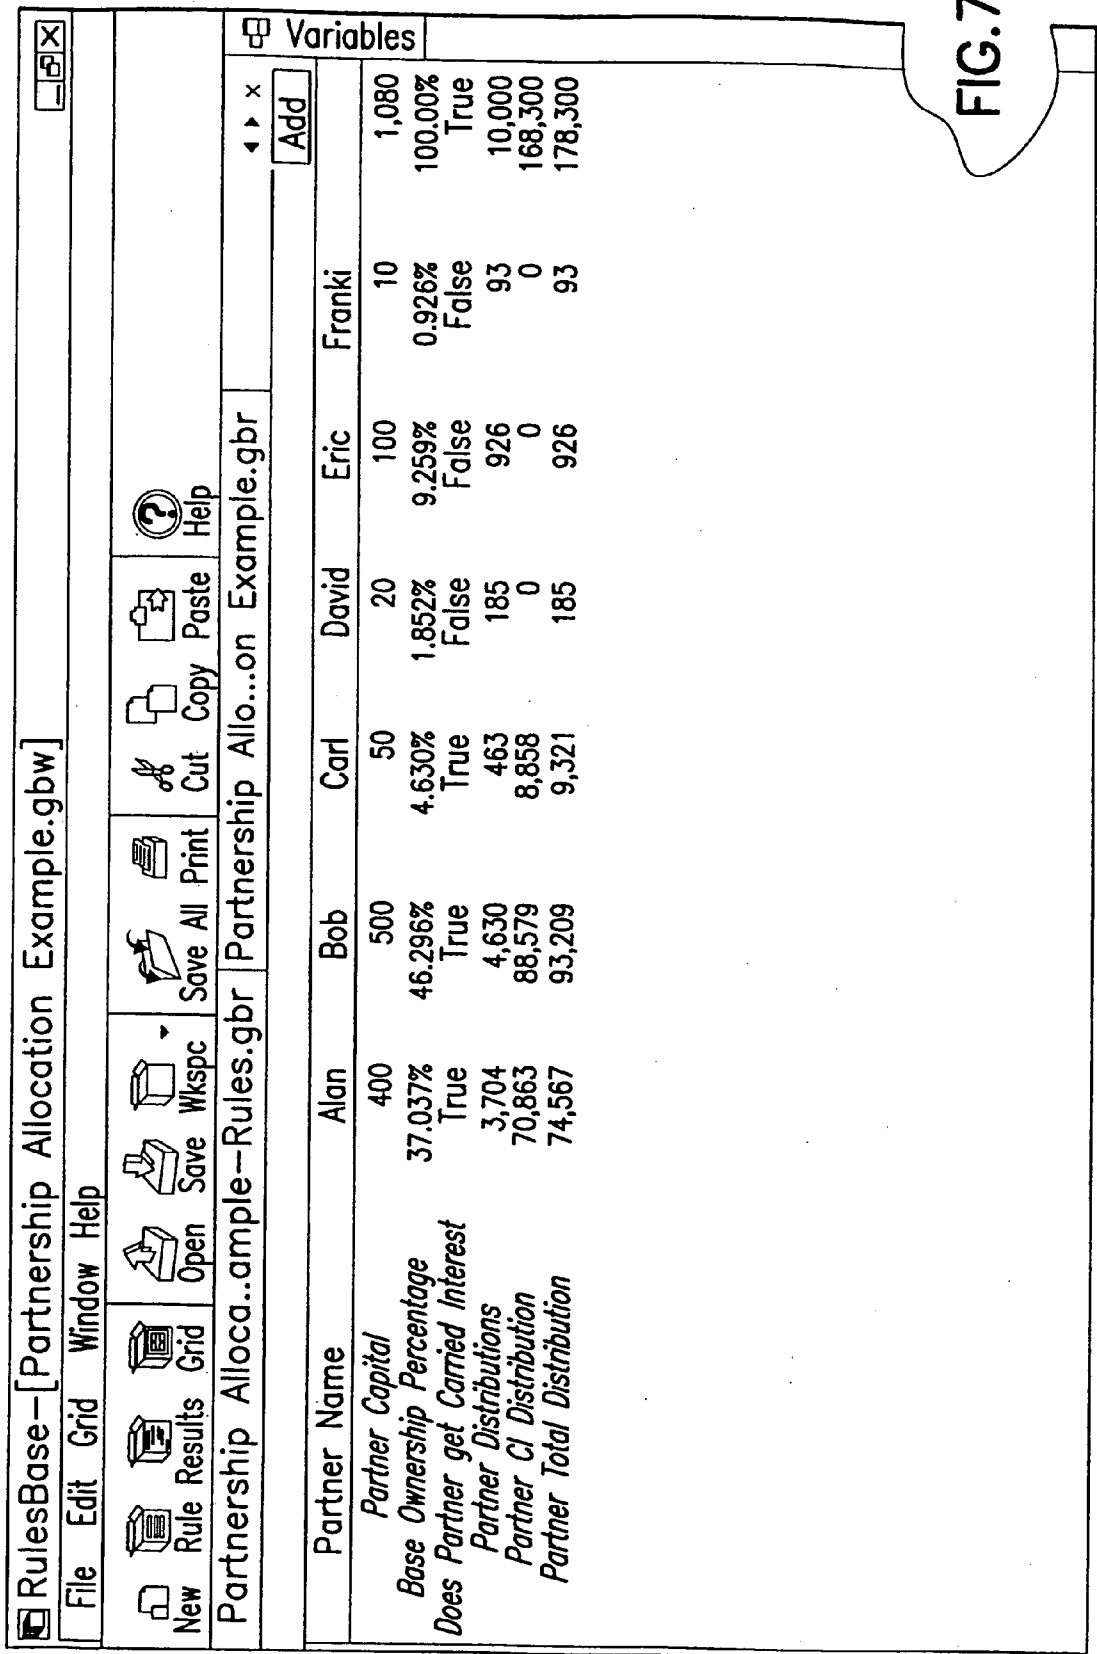 RulesBase—[Partnership Allocation Example.gbw]
File Edit Grid Window Help
New Rule Results Grid Open Save Wkspc Save All Print Cut Copy Paste Help
Partnership Alloca..ample—Rules.gbr Partnership Allo...on Example.gbr
Add
Variables
Partner Name Alan Bob Carl David Eric Franki
Partner Capital 400 500 50 20 100 10 1,080
Base Ownership Percentage 37.037% 46.296% 4.630% 1.852% 9.259% 0.926% 100.00%
Does Partner get Carried Interest True True True False False False True
Partner Distributions 3,704 4,630 463 185 926 93 10,000
Partner CI Distribution 70,863 88,579 8,858 0 0 0 168,300
Partner Total Distribution 74,567 93,209 9,321 185 926 93 178,300
FIG.7